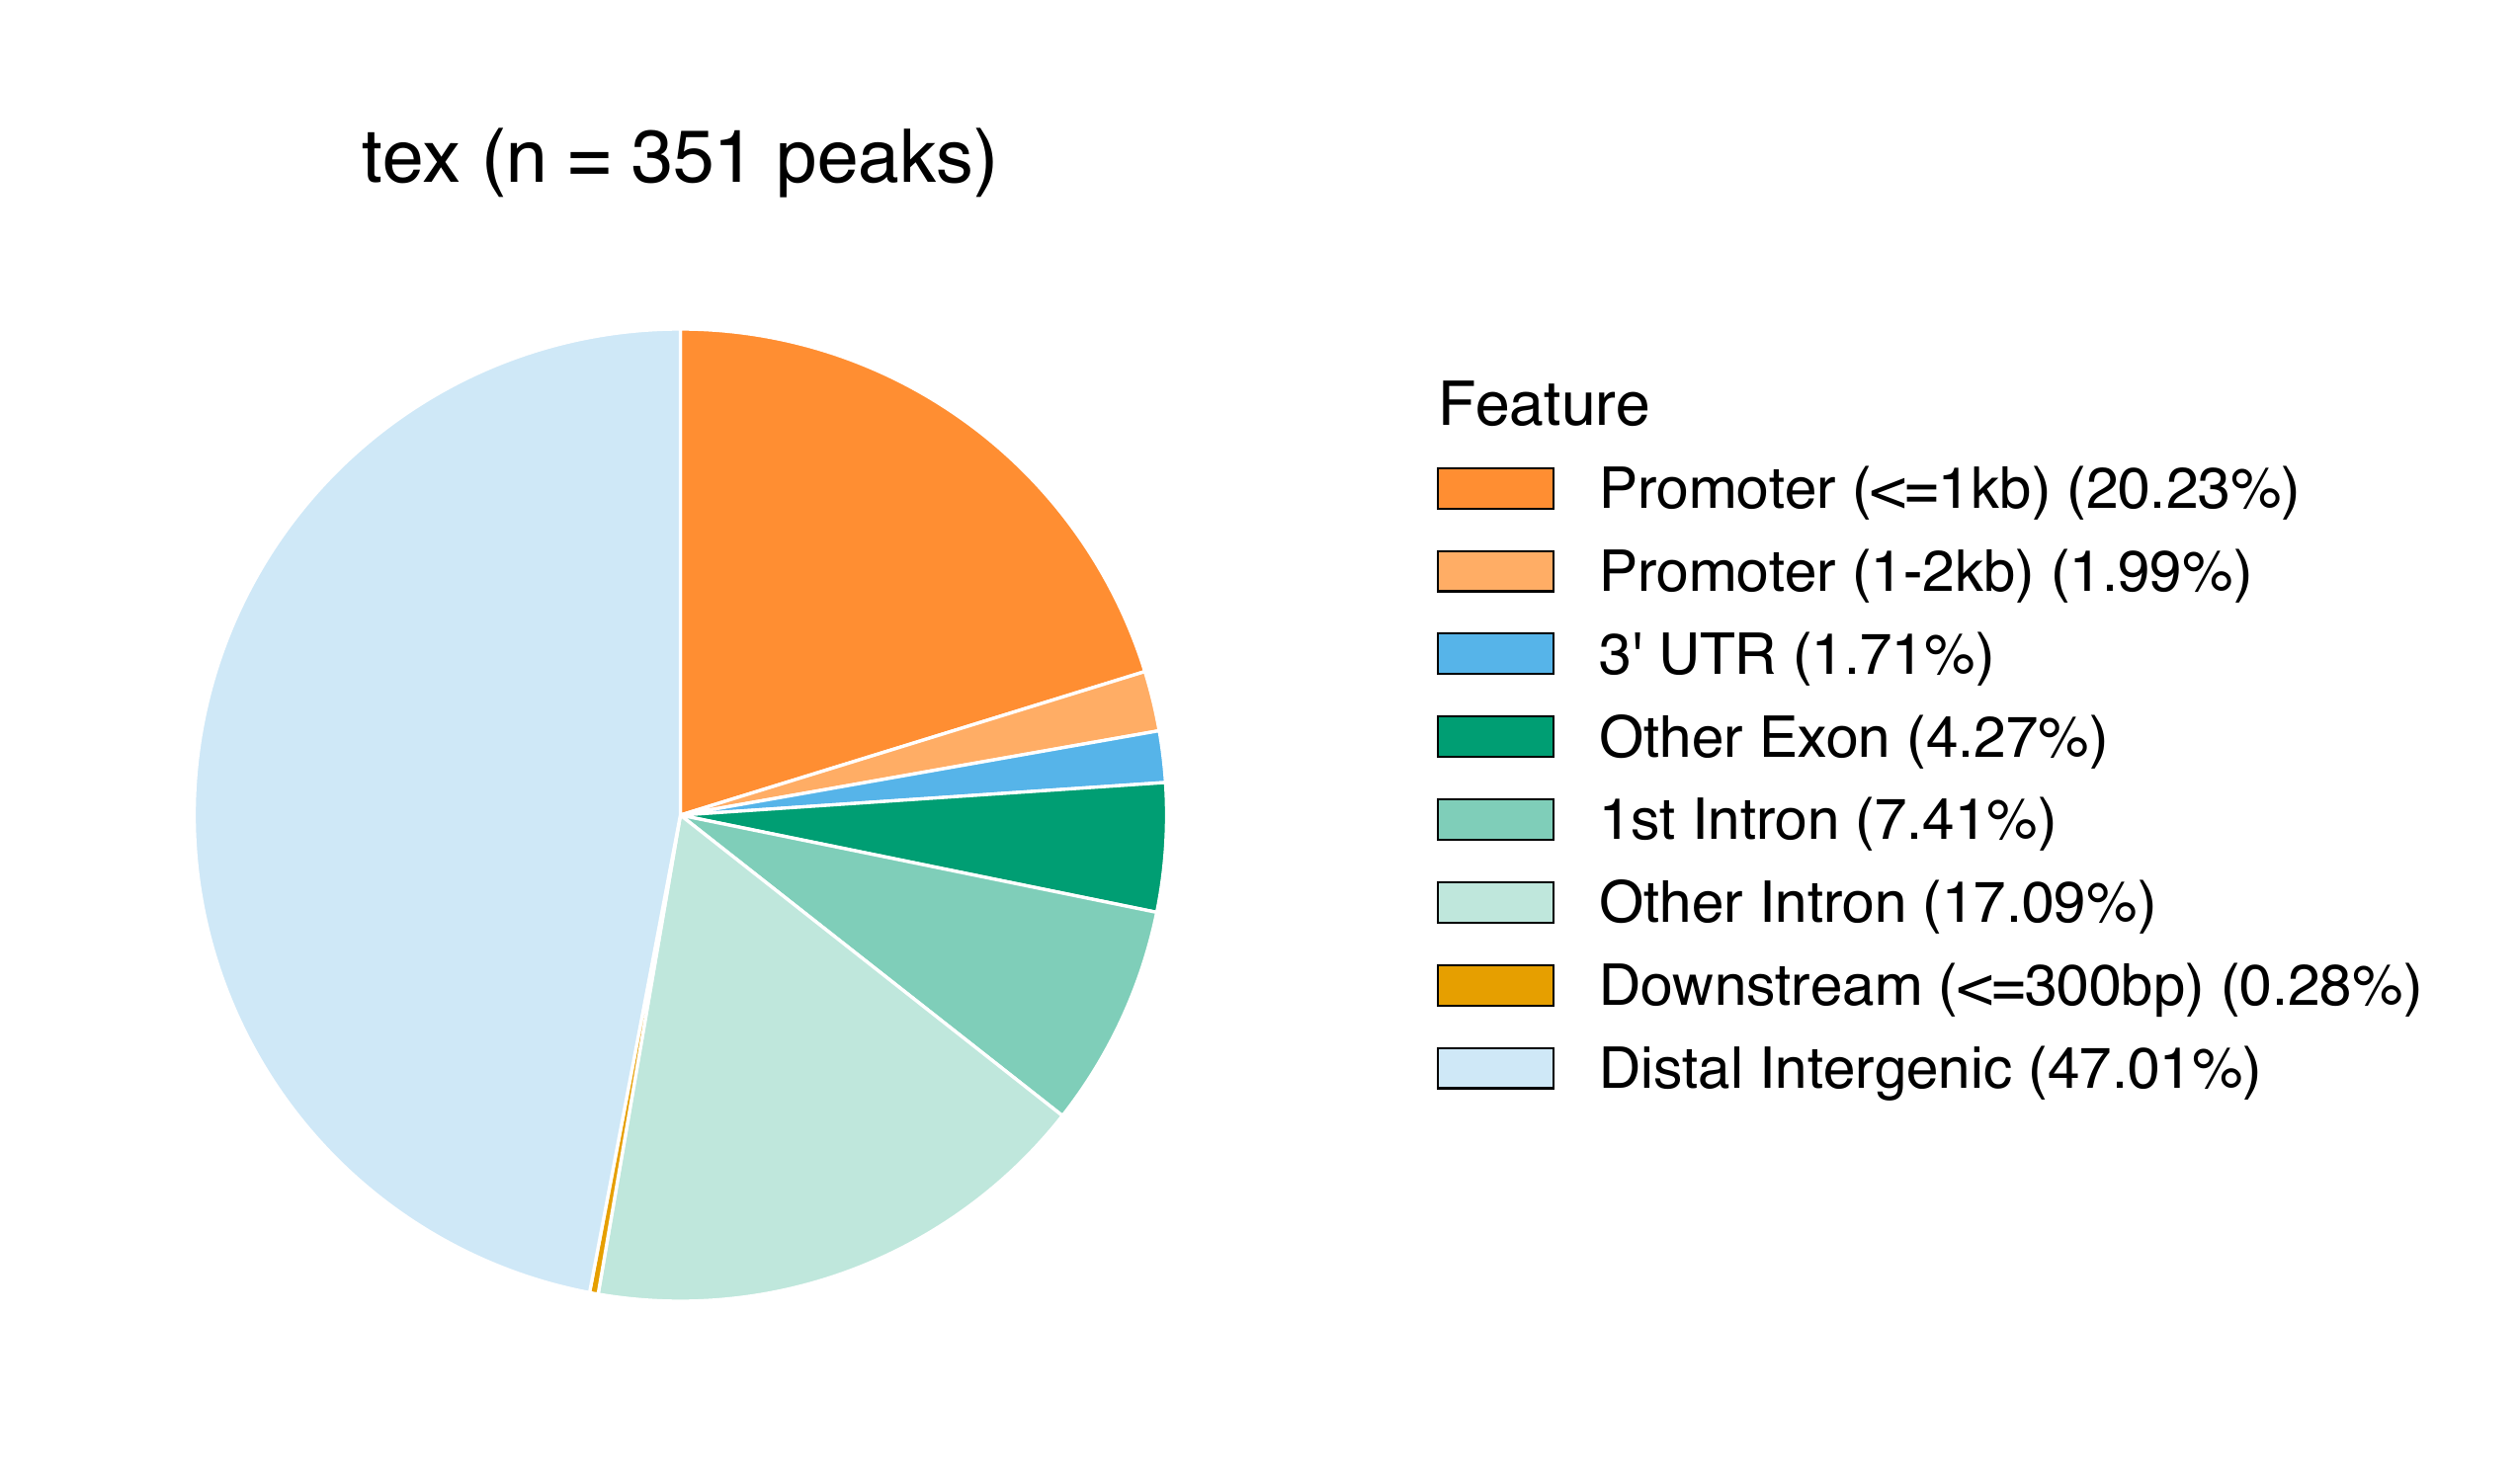 tex (n = 351 peaks)
Feature
Promoter (<=1kb) (20.23%)
Promoter (1-2kb) (1.99%)
3' UTR (1.71%)
Other Exon (4.27%)
1st Intron (7.41%)
Other Intron (17.09%)
Downstream (<=300bp) (0.28%)
Distal Intergenic (47.01%)